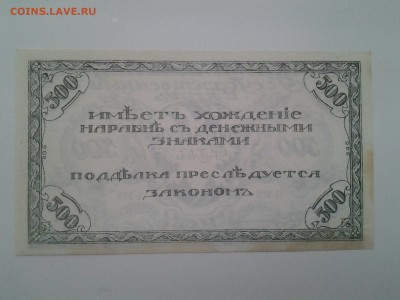 COINS.LAVE.RU
500 500
ИМѢЕТЪ ХОЖДЕНІЕ
НАРАВНѢ СЪ ДЕНЕЖНЫМИ
ЗНАКАМИ
ПОДДѢЛКА ПРЕСЛѢДУЕТСЯ
ЗАКОНОМЪ
500 500